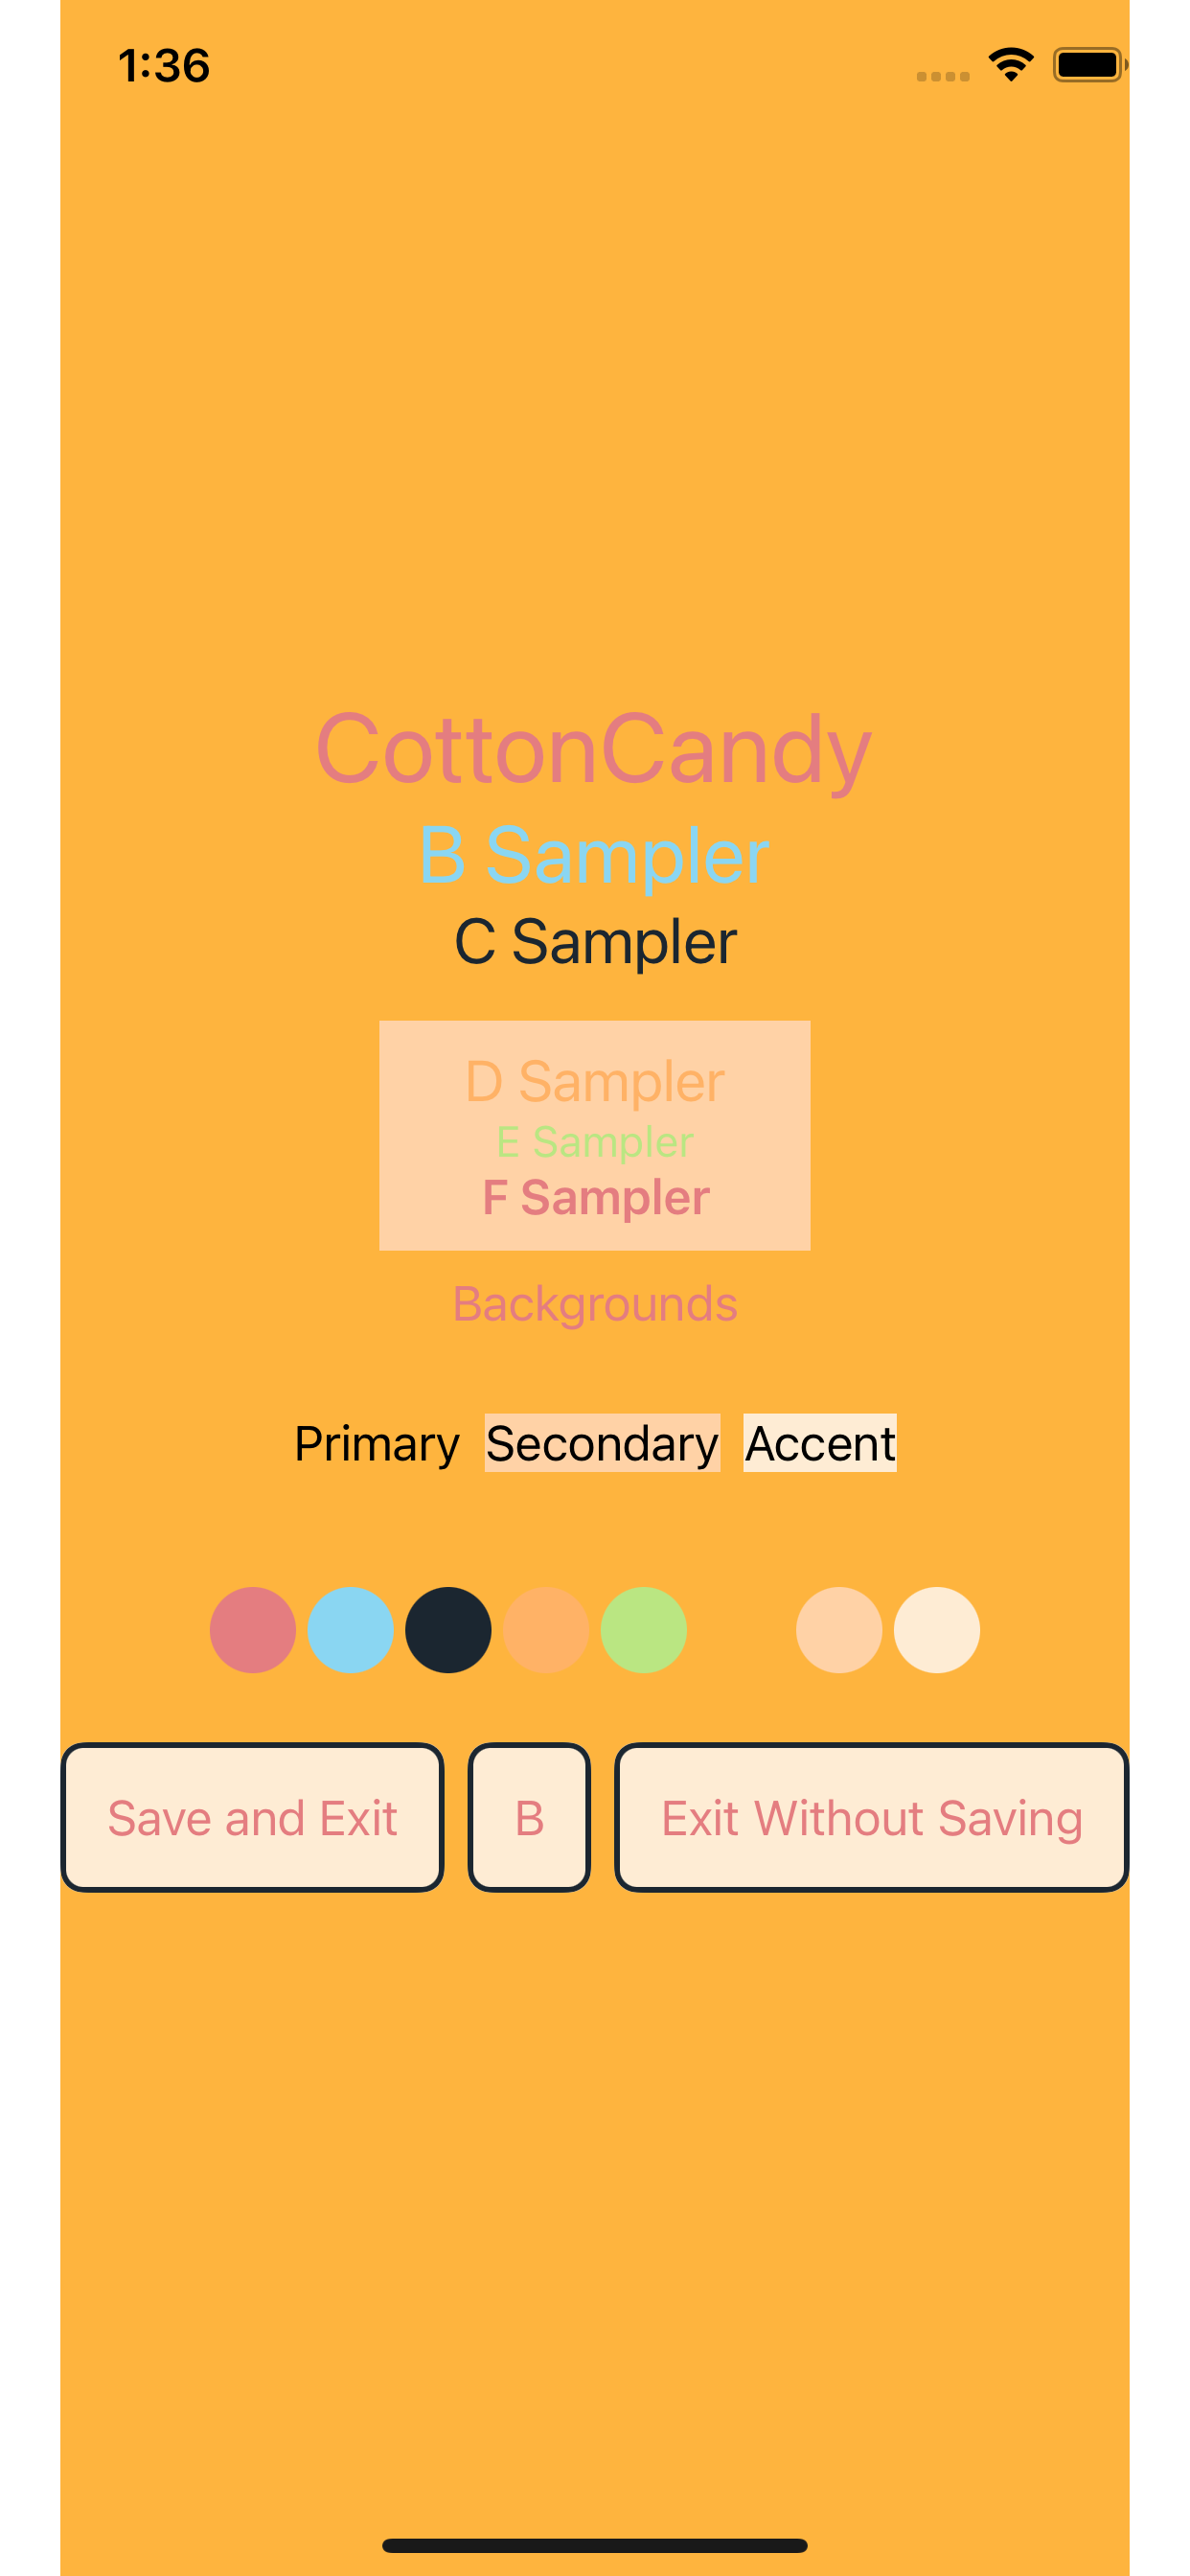 1:36
CottonCandy
B Sampler
C Sampler
D Sampler
E Sampler
F Sampler
Backgrounds
Primary Secondary Accent
Save and Exit B Exit Without Saving